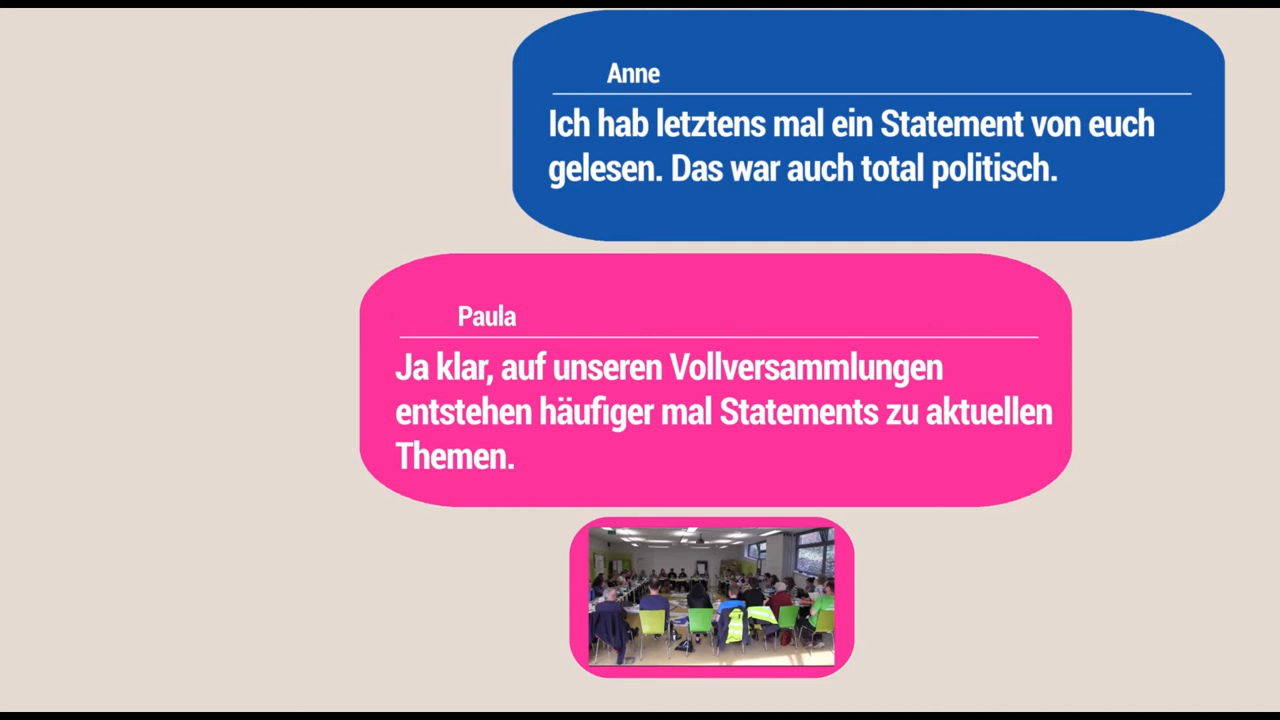 Anne
Ich hab letztens mal ein Statement von euch
gelesen. Das war auch total politisch.
Paula
Ja klar, auf unseren Vollversammlungen
entstehen häufiger mal Statements zu aktuellen
Themen.